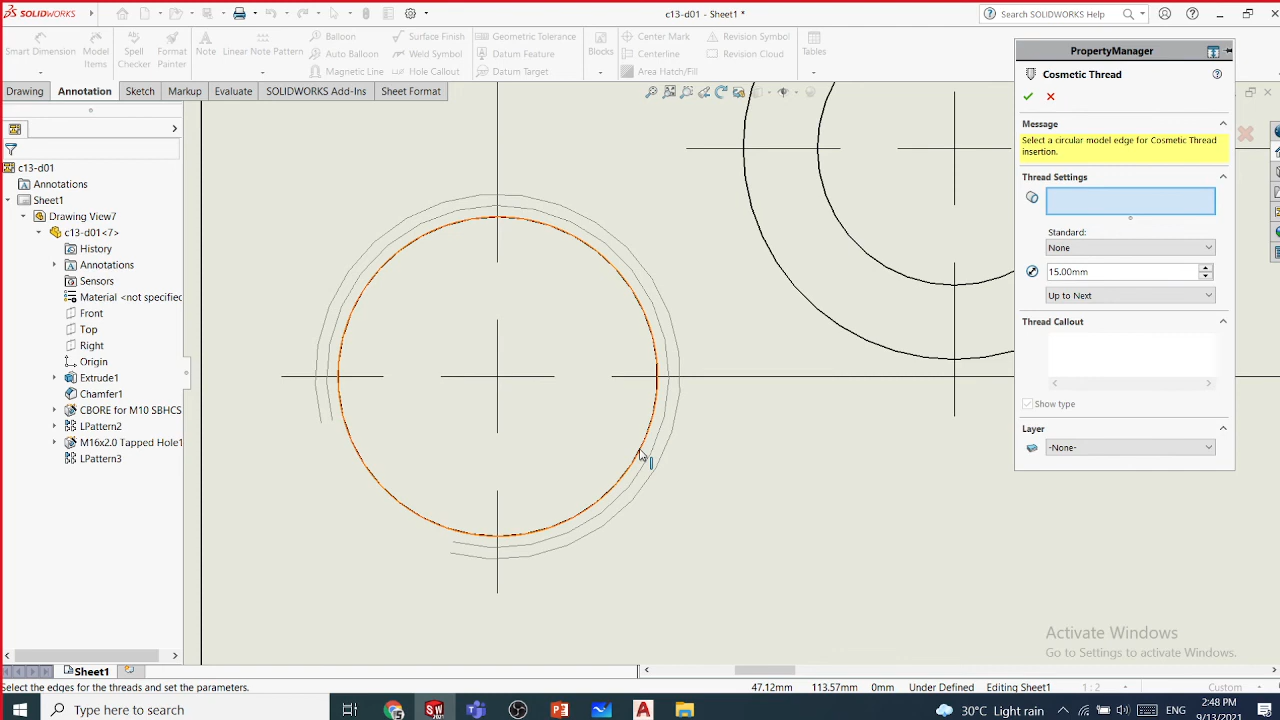 SOLIDWORKS
c13-d01 - Sheet1 *
Search SOLIDWORKS Help
Smart Dimension
Model Items
Spell Checker
Format Painter
Note
Linear Note Pattern
Balloon
Auto Balloon
Magnetic Line
Surface Finish
Weld Symbol
Hole Callout
Geometric Tolerance
Datum Feature
Datum Target
Blocks
Center Mark
Centerline
Area Hatch/Fill
Revision Symbol
Revision Cloud
Tables
Drawing
Annotation
Sketch
Markup
Evaluate
SOLIDWORKS Add-Ins
Sheet Format
c13-d01
Annotations
Sheet1
Drawing View7
c13-d01<7>
History
Annotations
Sensors
Material <not specified
Front
Top
Right
Origin
Extrude1
Chamfer1
CBORE for M10 SBHCS
LPattern2
M16x2.0 Tapped Hole1
LPattern3
PropertyManager
Cosmetic Thread
Message
Select a circular model edge for Cosmetic Thread
insertion.
Thread Settings
Standard:
None
15.00mm
Up to Next
Thread Callout
Show type
Layer
-None-
Activate Windows
Go to Settings to activate Windows.
Sheet1
Select the edges for the threads and set the parameters.
47.12mm
113.57mm
0mm
Under Defined
Editing Sheet1
1 : 2
Custom
Type here to search
30°C Light rain
2:48 PM
9/13/2021